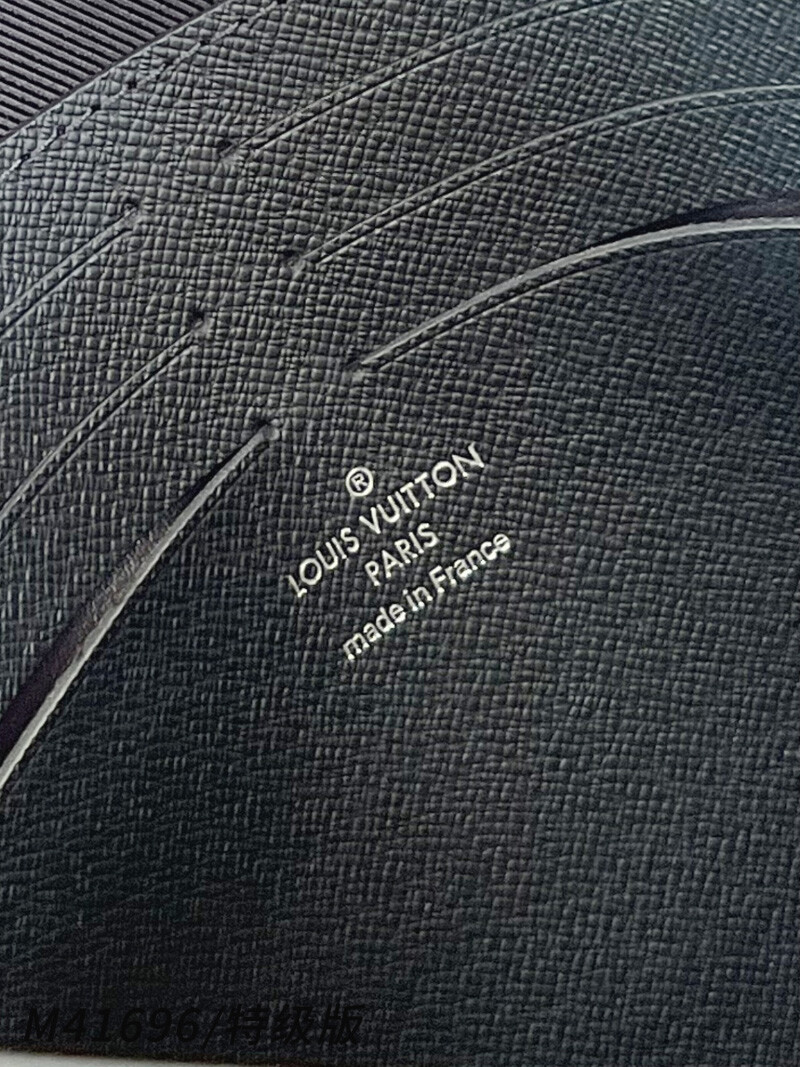 ®
LOUIS VUITTON
PARIS
made in France
M41696/特级版